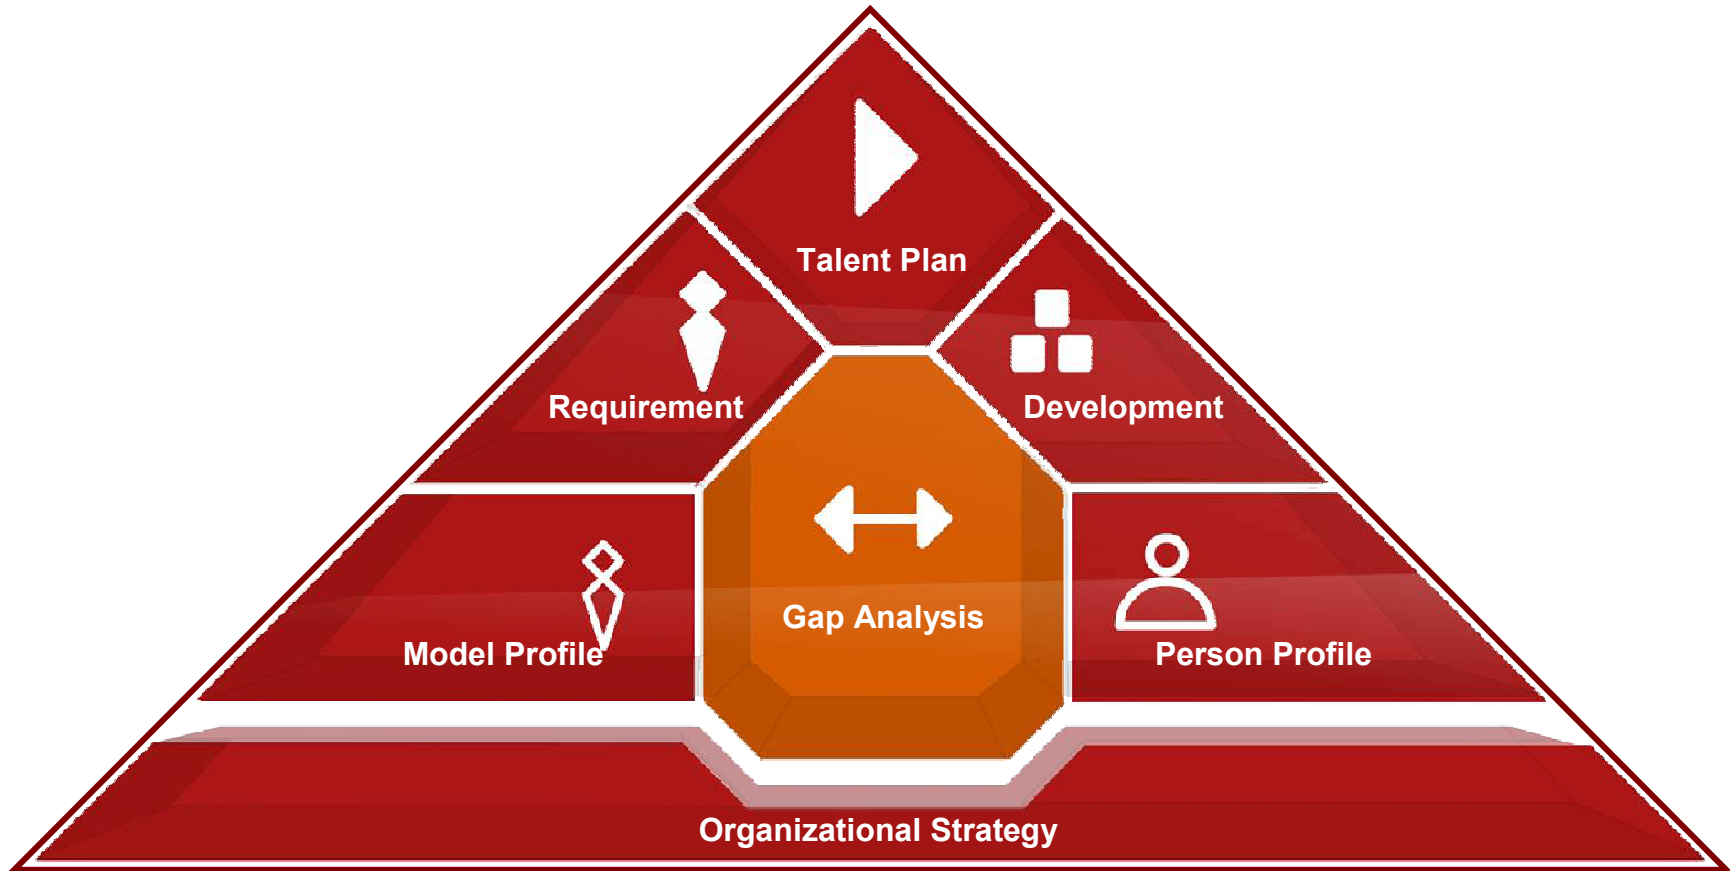 Talent Plan
Requirement
Development
Gap Analysis
Model Profile
Person Profile
Organizational Strategy